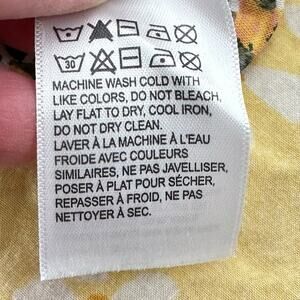 30
MACHINE WASH COLD WITH
LIKE COLORS, DO NOT BLEACH,
LAY FLAT TO DRY, COOL IRON,
DO NOT DRY CLEAN.
LAVER À LA MACHINE À L'EAU
FROIDE AVEC COULEURS
SIMILAIRES, NE PAS JAVELLISER,
POSER À PLAT POUR SÉCHER,
REPASSER À FROID, NE PAS
NETTOYER À SEC.